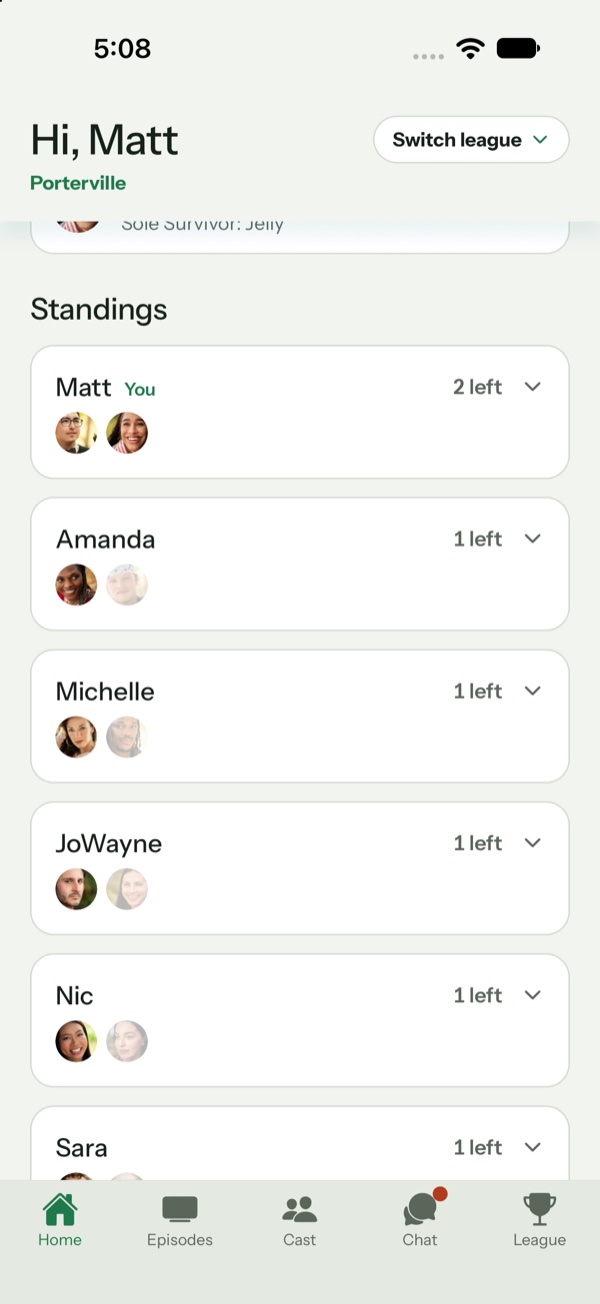 5:08
Hi, Matt
Switch league
Porterville
Sole Survivor: Jelly
Standings
Matt You
2 left
Amanda
1 left
Michelle
1 left
JoWayne
1 left
Nic
1 left
Sara
1 left
Home
Episodes
Cast
Chat
League